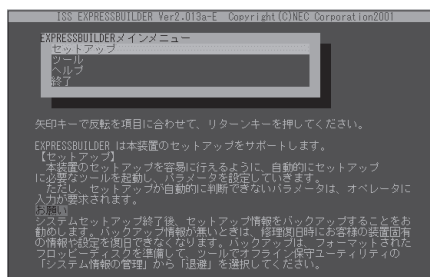 ISS EXPRESSBUILDER Ver2.013a-E Copyright(C)NEC Corporation2001
EXPRESSBUILDERメインメニュー
セットアップ
ツール
ヘルプ
終了
矢印キーで反転を項目に合わせて、リターンキーを押してください。
EXPRESSBUILDER は本装置のセットアップをサポートします。
【セットアップ】
本装置のセットアップを容易に行えるように、自動的にセットアップ
に必要なツールを起動し、パラメータを設定していきます。
ただし、セットアップが自動的に判断できないパラメータは、オペレータに
入力が要求されます。
お願い
システムセットアップ終了後、セットアップ情報をバックアップすることをお
勧めします。バックアップ情報が無いときは、修理復旧時にお客様の装置固有
の情報や設定を復旧できなくなります。バックアップは、フォーマットされた
フロッピーディスクを準備して、ツールでオフライン保守ユーティリティの
「システム情報の管理」から「退避」を選択してください。